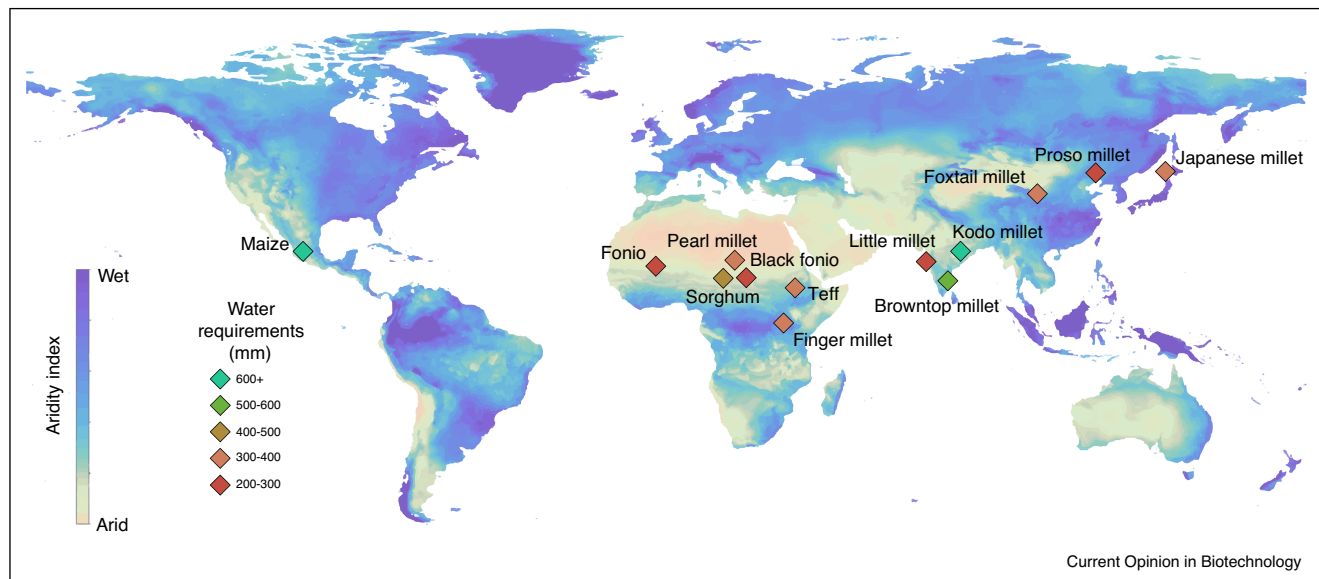 Proso millet
Japanese millet
Foxtail millet
Maize
Fonio
Pearl millet
Black fonio
Sorghum
Teff
Finger millet
Little millet
Kodo millet
Browntop millet
Aridity index
Wet
Arid
Water
requirements
(mm)
600+
500-600
400-500
300-400
200-300
Current Opinion in Biotechnology